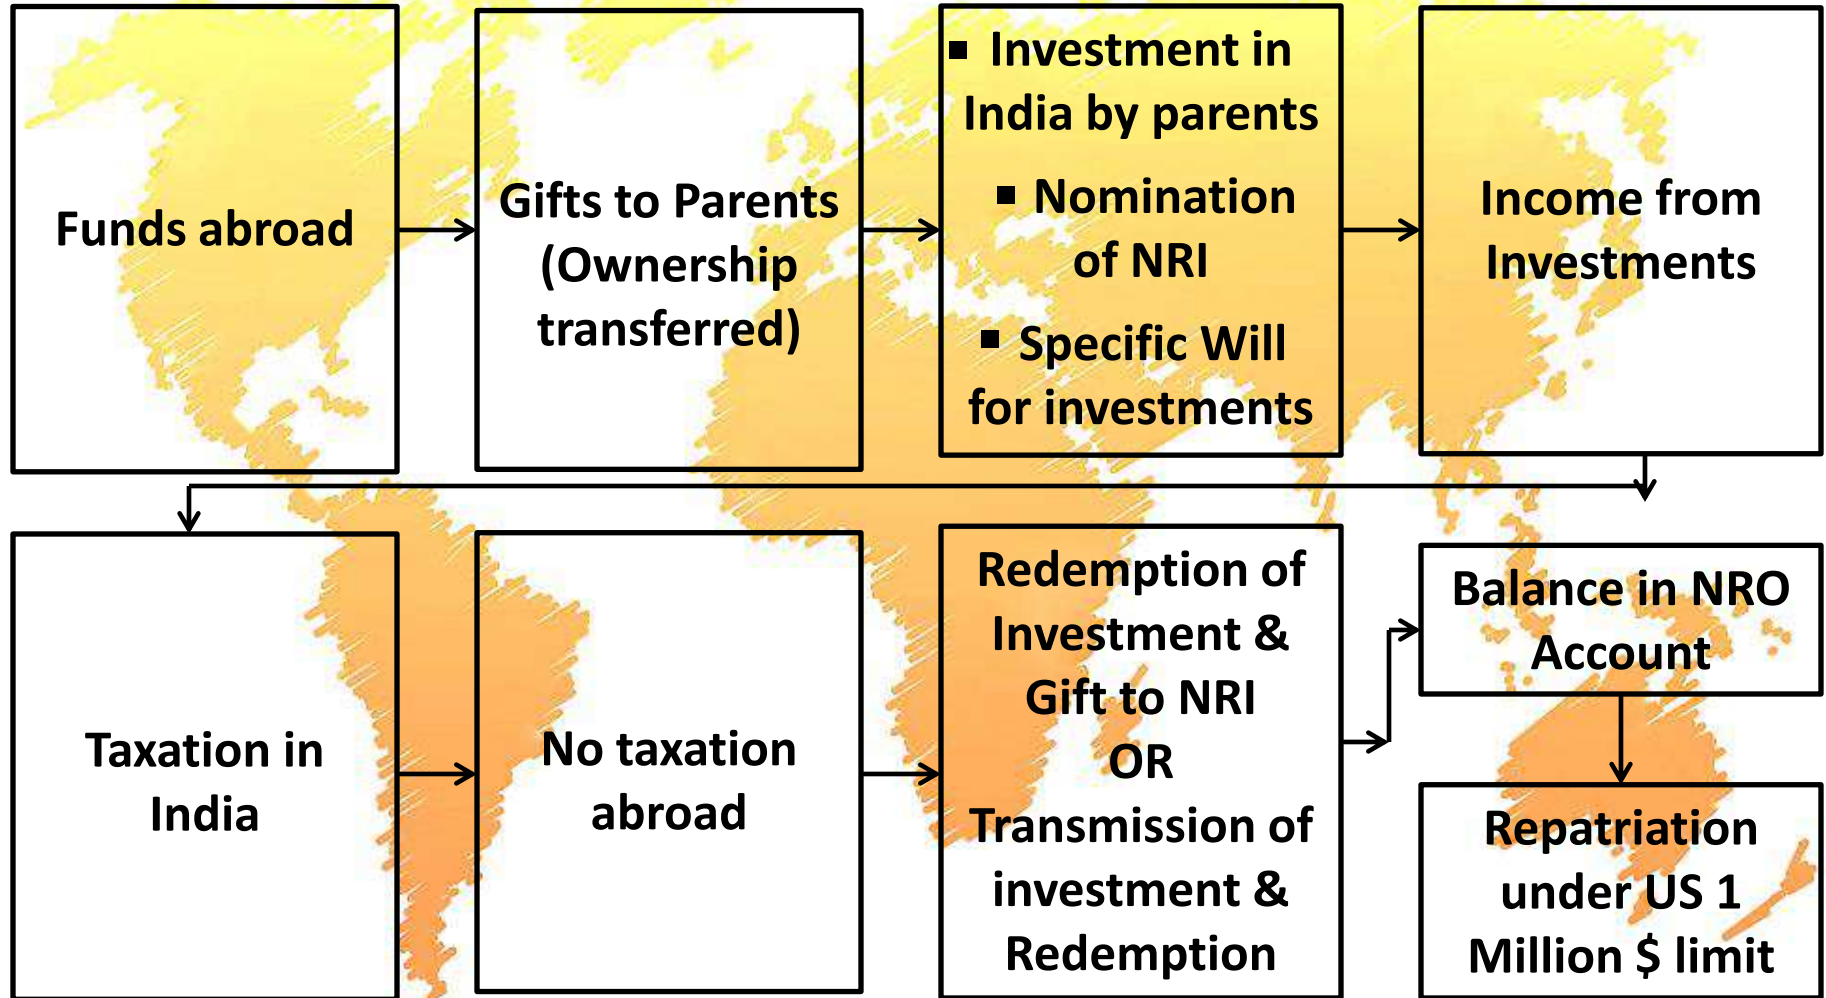 Funds abroad
Gifts to Parents
(Ownership
transferred)
▪ Investment in
India by parents
▪ Nomination
of NRI
▪ Specific Will
for investments
Income from
Investments
Taxation in
India
No taxation
abroad
Redemption of
Investment &
Gift to NRI
OR
Transmission of
investment &
Redemption
Balance in NRO
Account
Repatriation
under US 1
Million $ limit